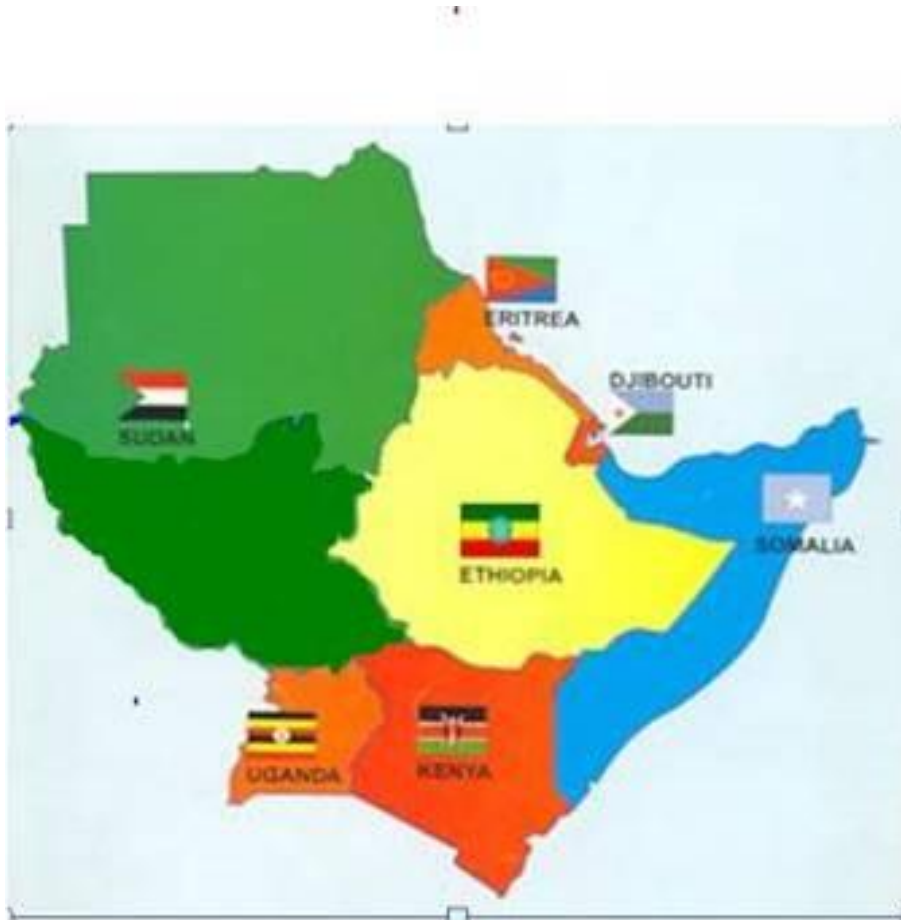 ERITREA
DJIBOUTI
SUDAN
SOMALIA
ETHIOPIA
UGANDA
KENYA